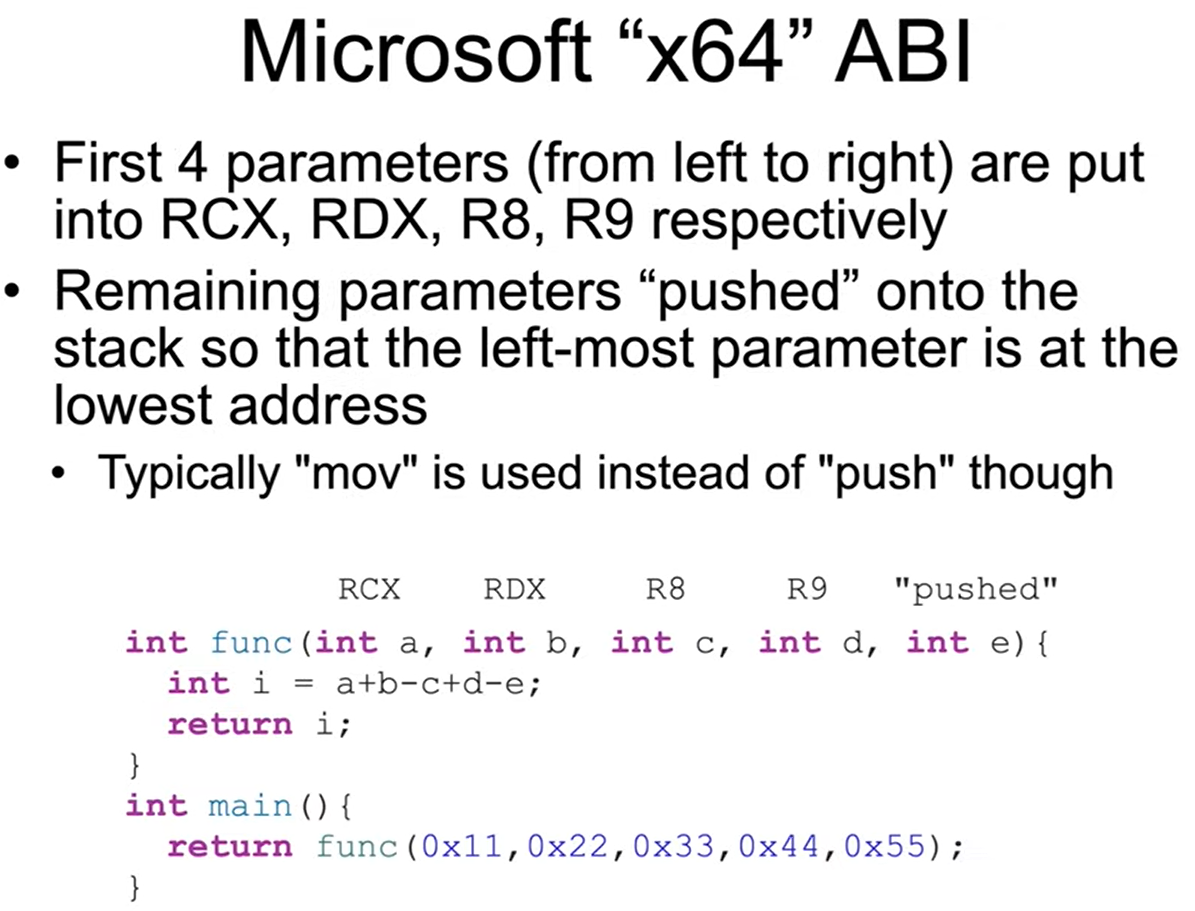 Microsoft “x64” ABI
• First 4 parameters (from left to right) are put
into RCX, RDX, R8, R9 respectively
• Remaining parameters “pushed” onto the
stack so that the left-most parameter is at the
lowest address
• Typically "mov" is used instead of "push" though
RCX RDX R8 R9 "pushed"
int func(int a, int b, int c, int d, int e){
int i = a+b-c+d-e;
return i;
}
int main(){
return func(0x11,0x22,0x33,0x44,0x55);
}